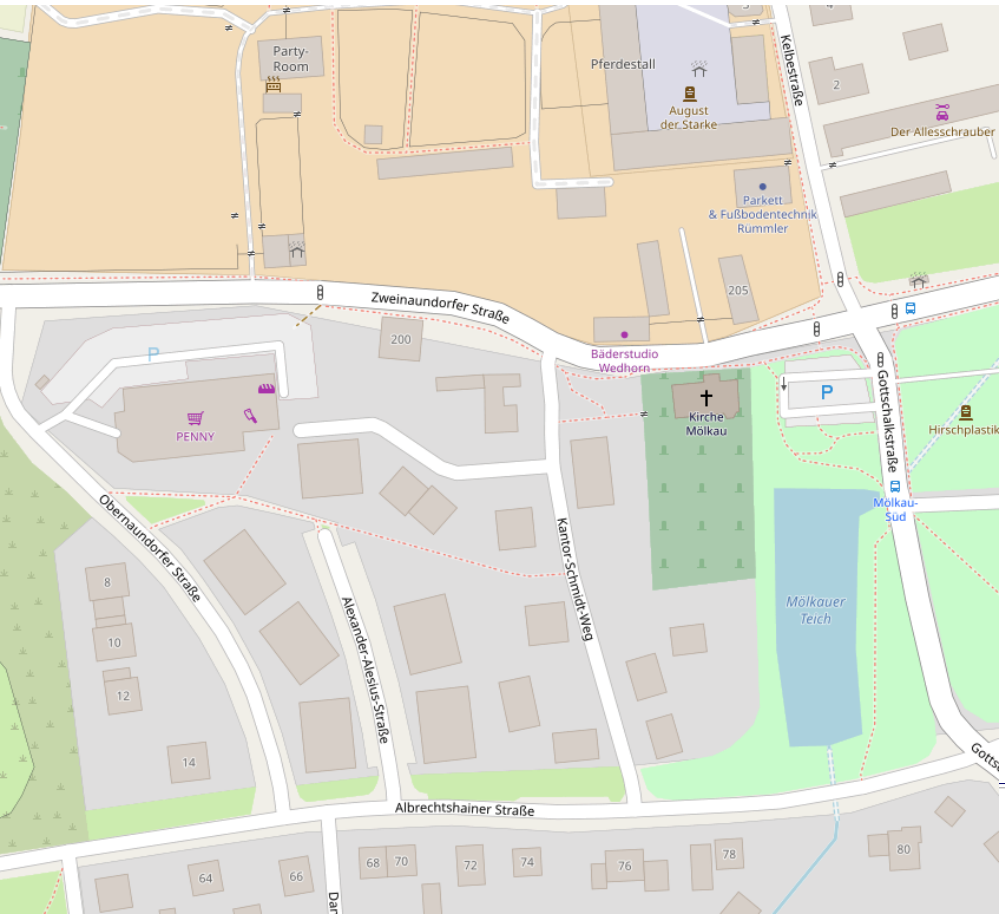 Party-
Room
Pferdestall
August
der Starke
Kelbestraße
2
Der Allesschrauber
Parkett
& Fußbodentechnik
Rümmler
205
Zweinaundorfer Straße
200
Bäderstudio
Wedhorn
P
PENNY
Kirche
Mölkau
P
Gottschalkstraße
Hirschplastik
Mölkau-
Süd
Obernaundorfer Straße
Kantor-Schmidt-Weg
Alexander-Alesius-Straße
Mölkauer
Teich
8
10
12
14
Albrechtshainer Straße
Gotts
64
66
68
70
72
74
76
78
80